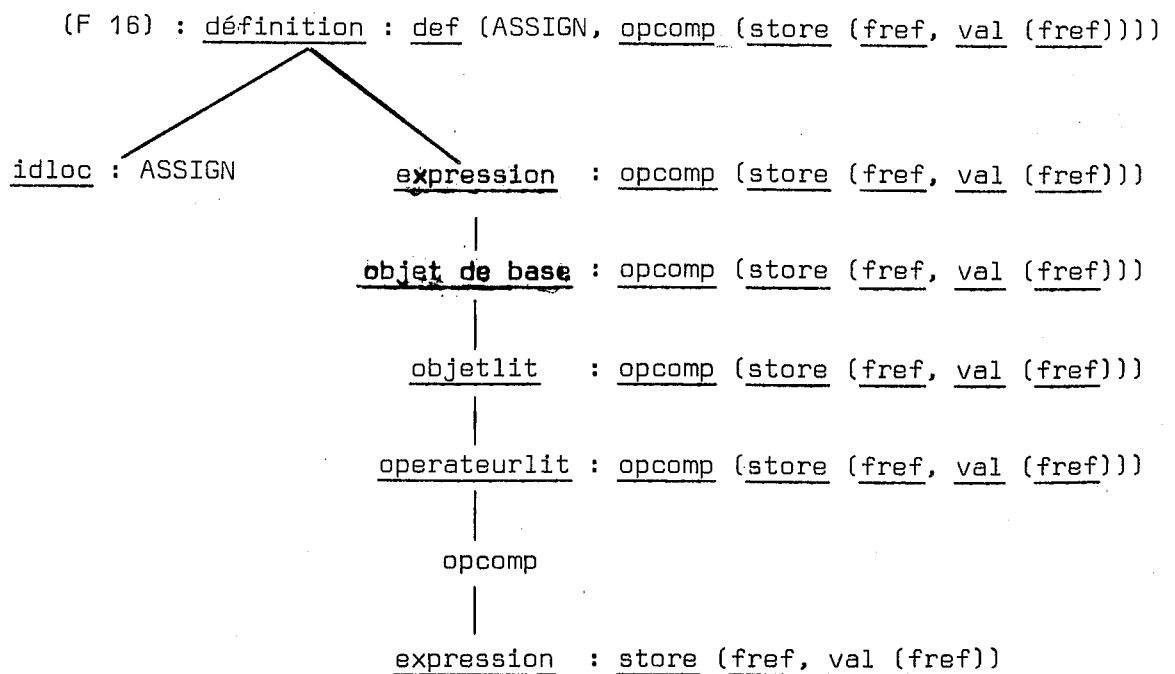 (F 16) : définition : def (ASSIGN, opcomp (store (fref, val (fref))))
idloc : ASSIGN expression : opcomp (store (fref, val (fref)))
objet de base : opcomp (store (fref, val (fref)))
objetlit : opcomp (store (fref, val (fref)))
operateurlit : opcomp (store (fref, val (fref)))
opcomp
expression : store (fref, val (fref))